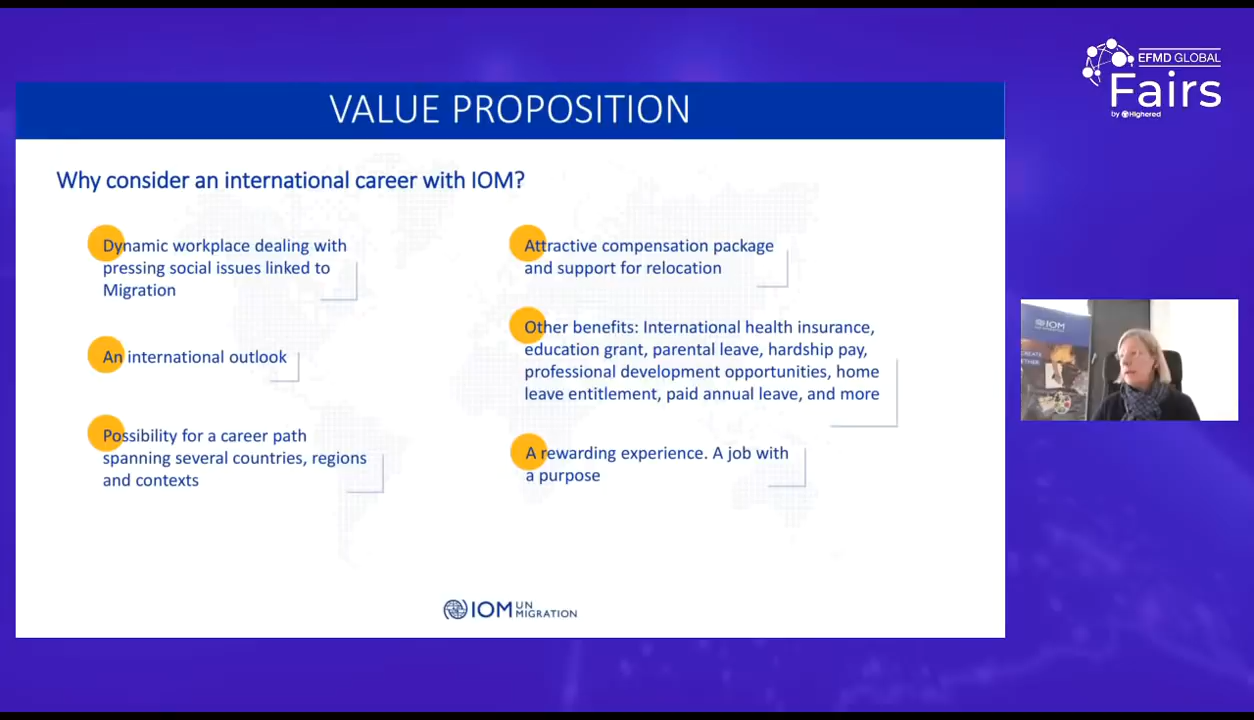 EFMD GLOBAL
Fairs
by Highered
VALUE PROPOSITION
Why consider an international career with IOM?
Dynamic workplace dealing with
pressing social issues linked to
Migration
An international outlook
Possibility for a career path
spanning several countries, regions
and contexts
Attractive compensation package
and support for relocation
Other benefits: International health insurance,
education grant, parental leave, hardship pay,
professional development opportunities, home
leave entitlement, paid annual leave, and more
A rewarding experience. A job with
a purpose
IOM UN
MIGRATION
IOM